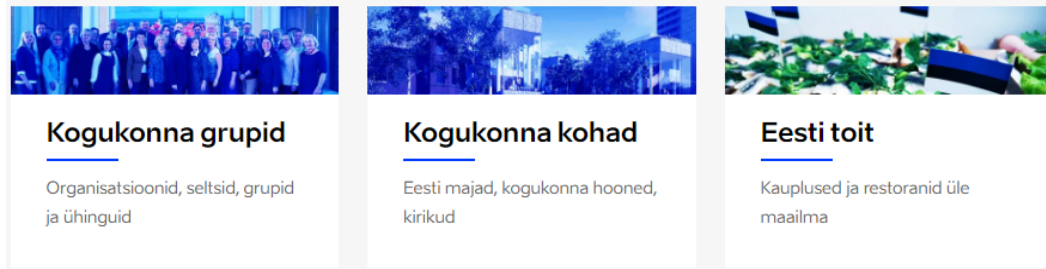 Kogukonna grupid
Organisatsioonid, seltsid, grupid
ja ühinguid
Kogukonna kohad
Eesti majad, kogukonna hooned,
kirikud
Eesti toit
Kauplused ja restoranid üle
maailma